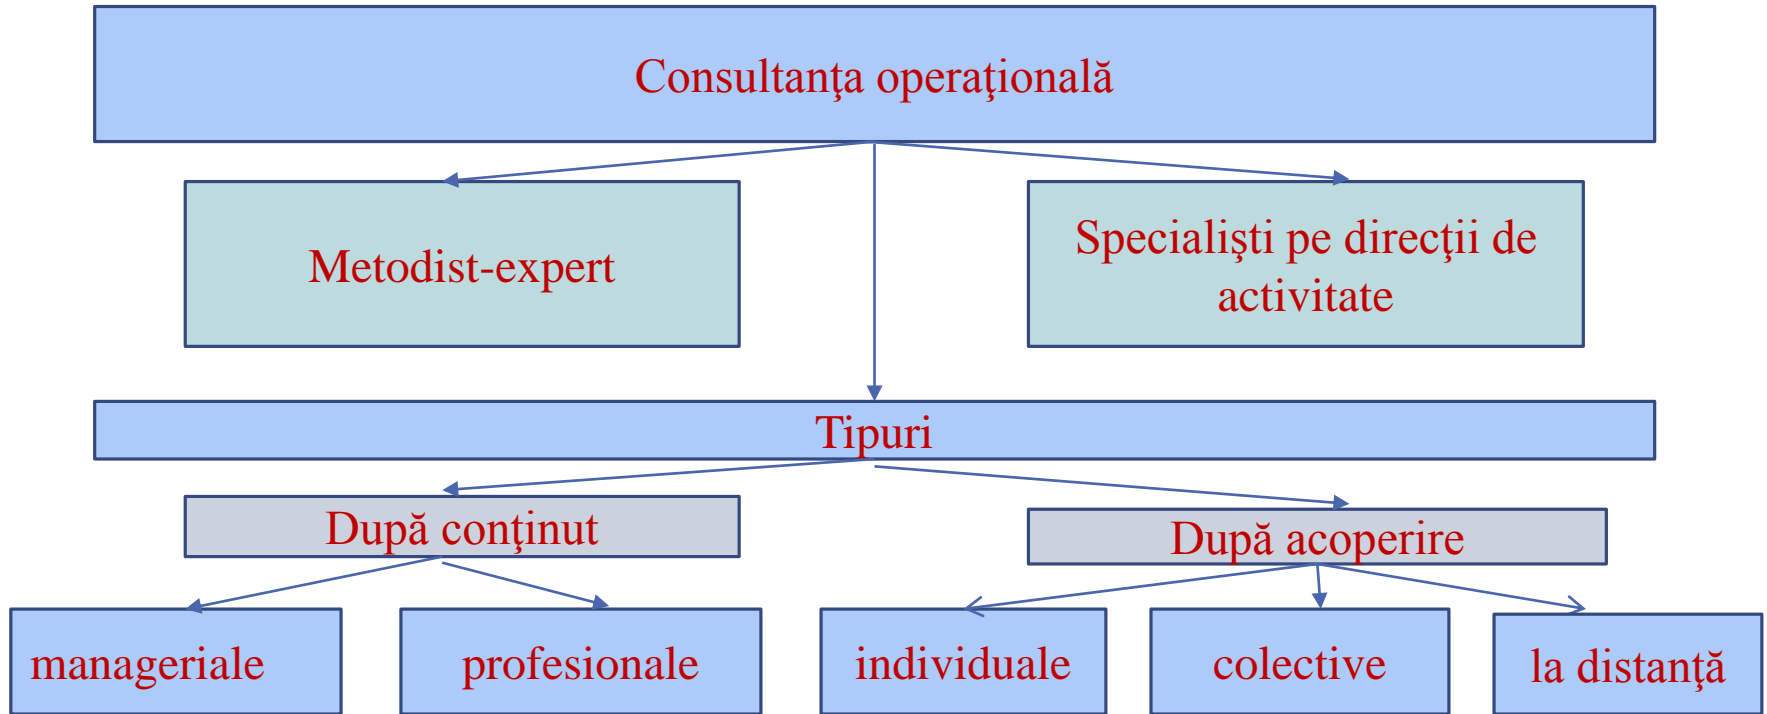 Consultanţa operaţională
Metodist-expert
Specialişti pe direcţii de
activitate
Tipuri
După conţinut
După acoperire
manageriale
profesionale
individuale
colective
la distanţă